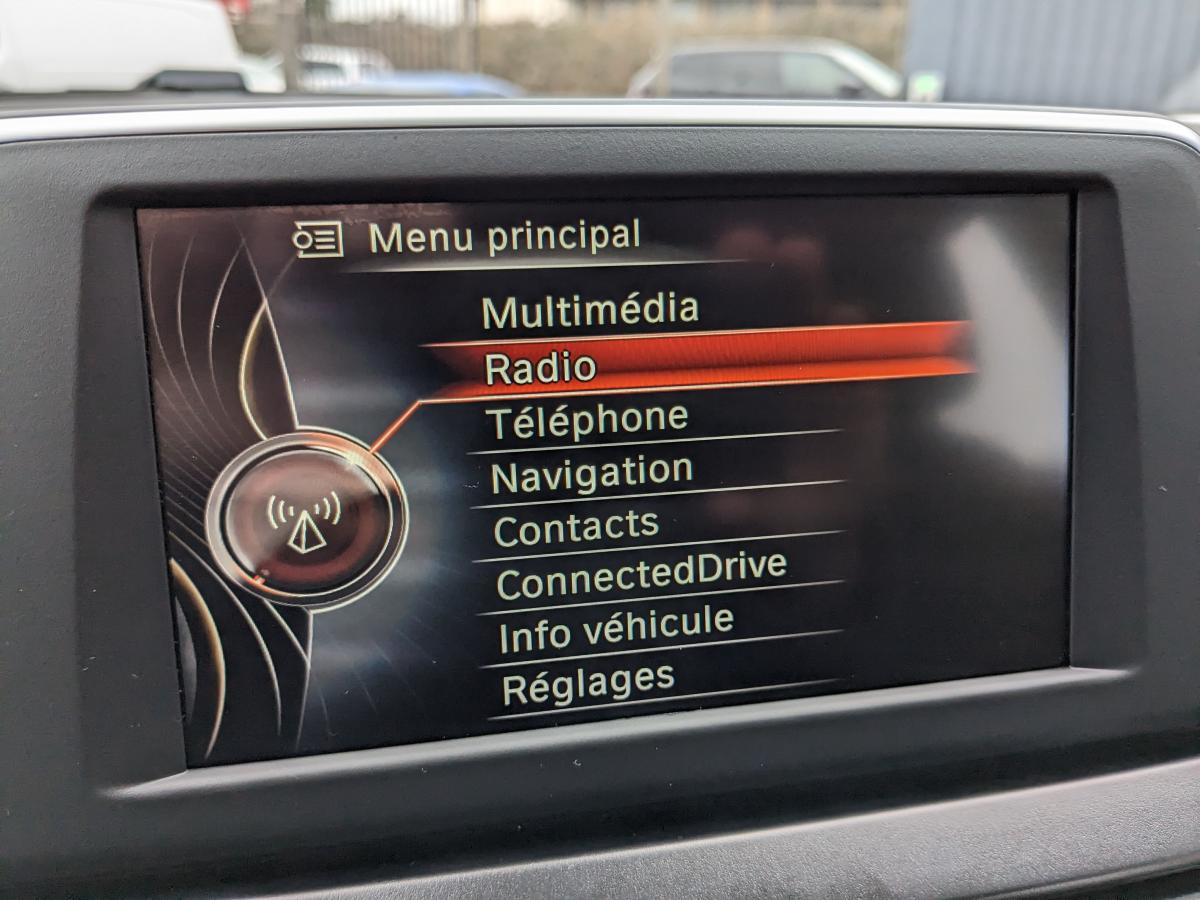 Menu principal
Multimédia
Radio
Téléphone
Navigation
Contacts
ConnectedDrive
Info véhicule
Réglages